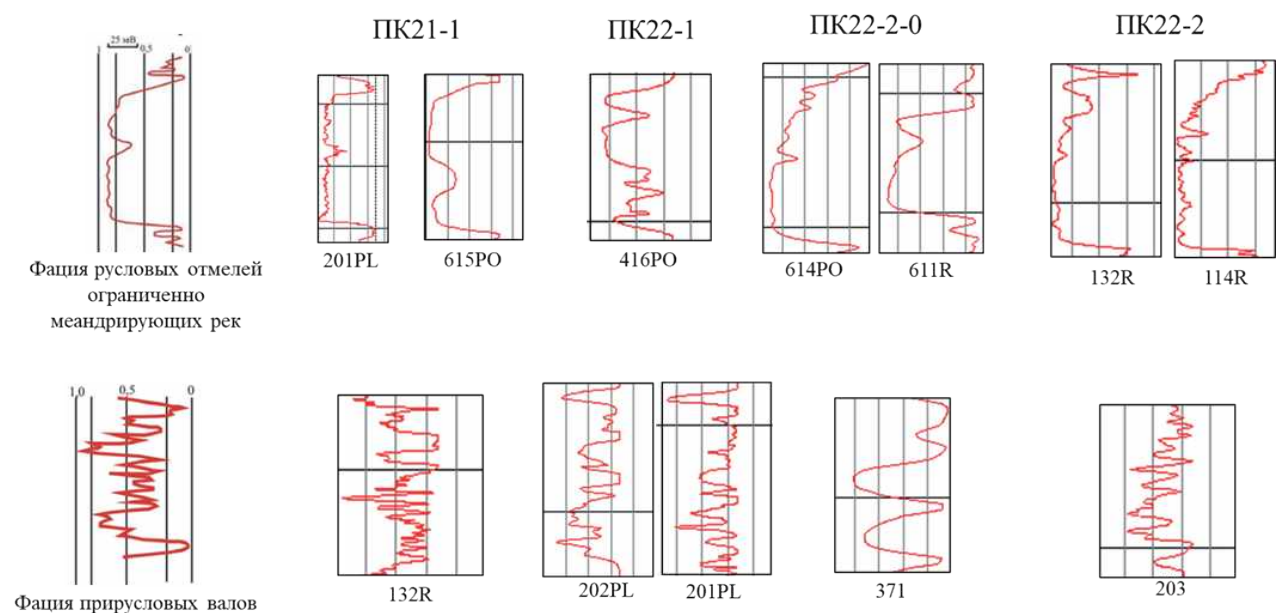 ПК21-1 ПК22-1 ПК22-2-0 ПК22-2
25 мВ
1 0,5 0
201PL 615PO 416PO 614PO 611R 132R 114R
Фация русловых отмелей
ограниченно
меандрирующих рек
1,0 0,5 0
132R 202PL 201PL 371 203
Фация прирусловых валов